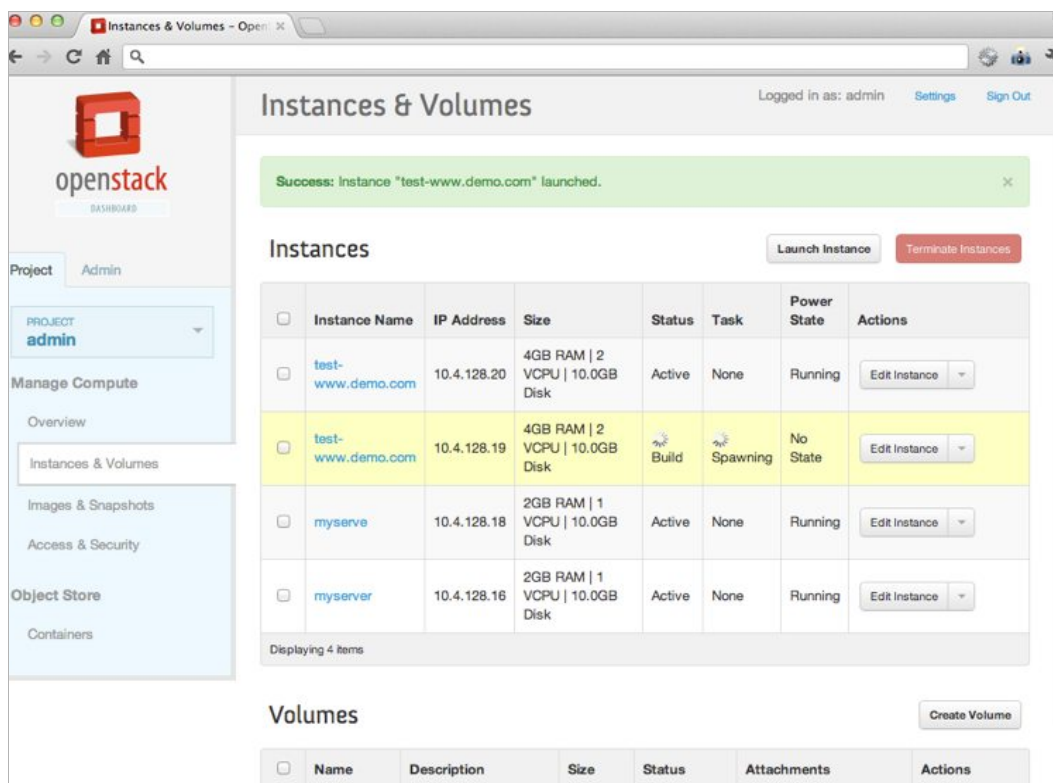 Instances & Volumes - Open
Instances & Volumes
Logged in as: admin
Settings
Sign Out
openstack
DASHBOARD
Success: Instance "test-www.demo.com" launched.
Instances
Launch Instance
Terminate Instances
Project
Admin
PROJECT
admin
Manage Compute
Overview
Instances & Volumes
Images & Snapshots
Access & Security
Object Store
Containers
Instance Name
IP Address
Size
Status
Task
Power
State
Actions
test-
www.demo.com
10.4.128.20
4GB RAM | 2
VCPU | 10.0GB
Disk
Active
None
Running
Edit Instance
test-
www.demo.com
10.4.128.19
4GB RAM | 2
VCPU | 10.0GB
Disk
Build
Spawning
No
State
Edit Instance
myserve
10.4.128.18
2GB RAM | 1
VCPU | 10.0GB
Disk
Active
None
Running
Edit Instance
myserver
10.4.128.16
2GB RAM | 1
VCPU | 10.0GB
Disk
Active
None
Running
Edit Instance
Displaying 4 items
Volumes
Create Volume
Name
Description
Size
Status
Attachments
Actions